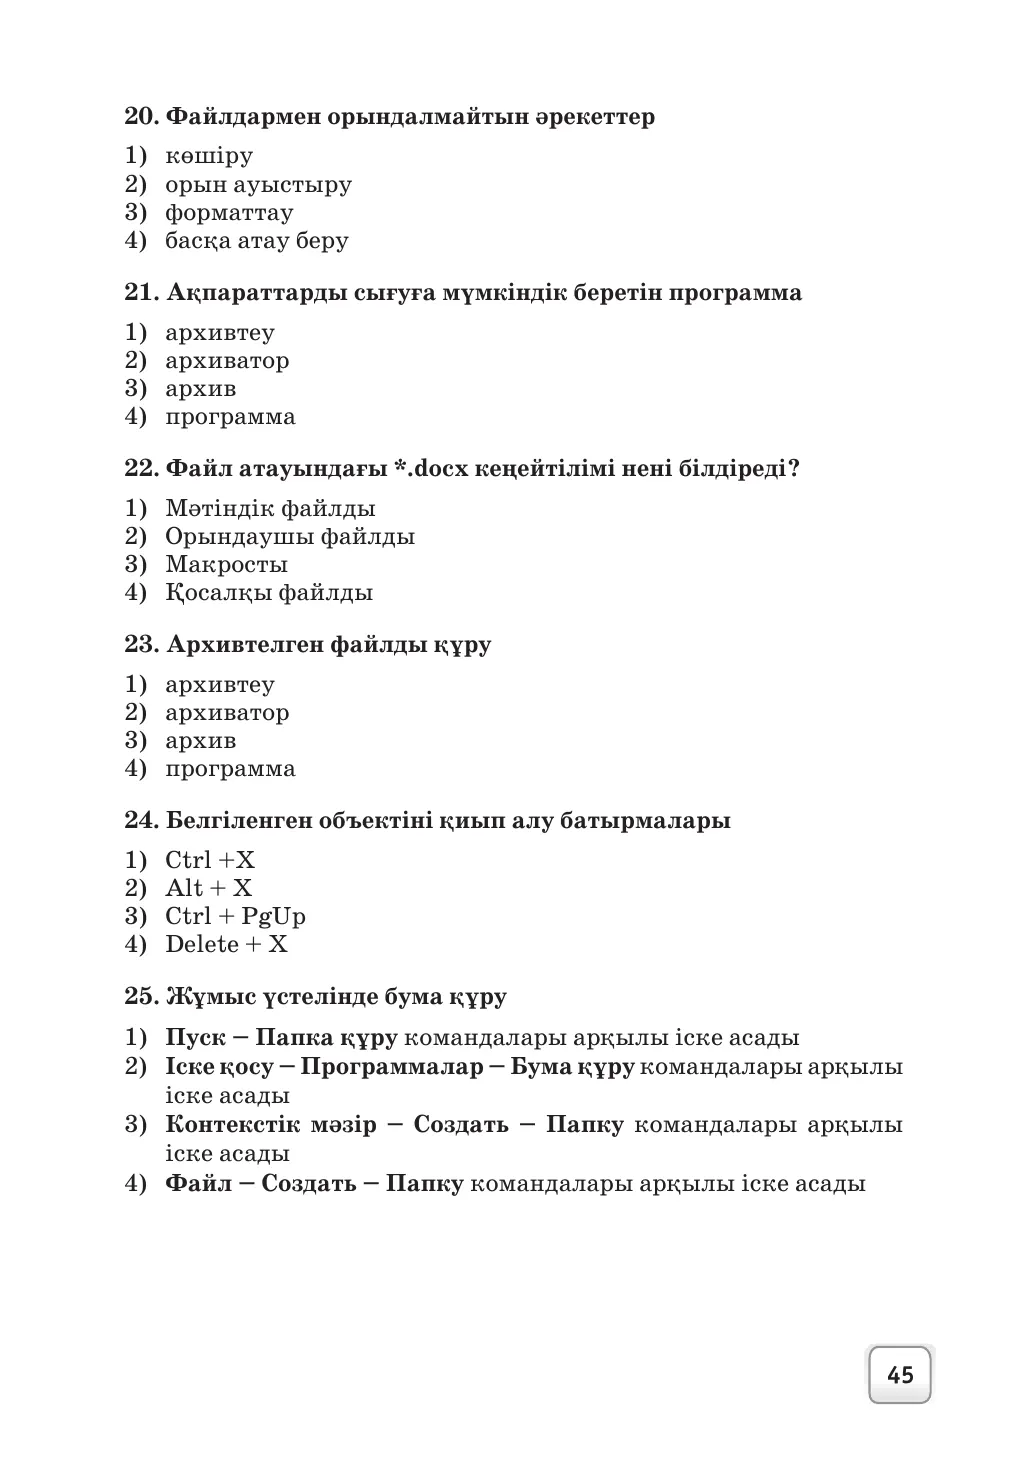 20. Файлдармен орындалмайтын әрекеттер
1) көшіру
2) орын ауыстыру
3) форматтау
4) басқа атау беру
21. Ақпараттарды сығуға мүмкіндік беретін программа
1) архивтеу
2) архиватор
3) архив
4) программа
22. Файл атауындағы *.docx кеңейтілімі нені білдіреді?
1) Мәтіндік файлды
2) Орындаушы файлды
3) Макросты
4) Қосалқы файлды
23. Архивтелген файлды құру
1) архивтеу
2) архиватор
3) архив
4) программа
24. Белгіленген объектіні қиып алу батырмалары
1) Ctrl +X
2) Alt + X
3) Ctrl + PgUp
4) Delete + X
25. Жұмыс үстелінде бума құру
1) Пуск – Папка құру командалары арқылы іске асады
2) Іске қосу – Программалар – Бума құру командалары арқылы
іске асады
3) Контекстік мәзір – Создать – Папку командалары арқылы
іске асады
4) Файл – Создать – Папку командалары арқылы іске асады
45